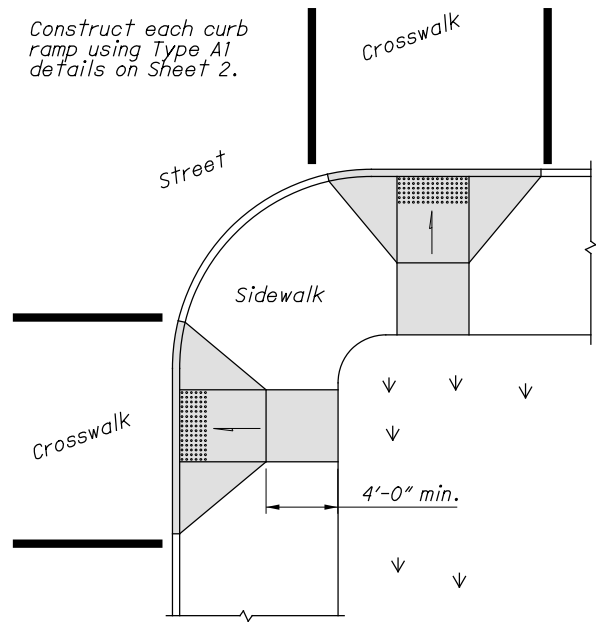 Construct each curb
ramp using Type A1
details on Sheet 2.
Crosswalk
Street
Sidewalk
Crosswalk
4'-0" min.